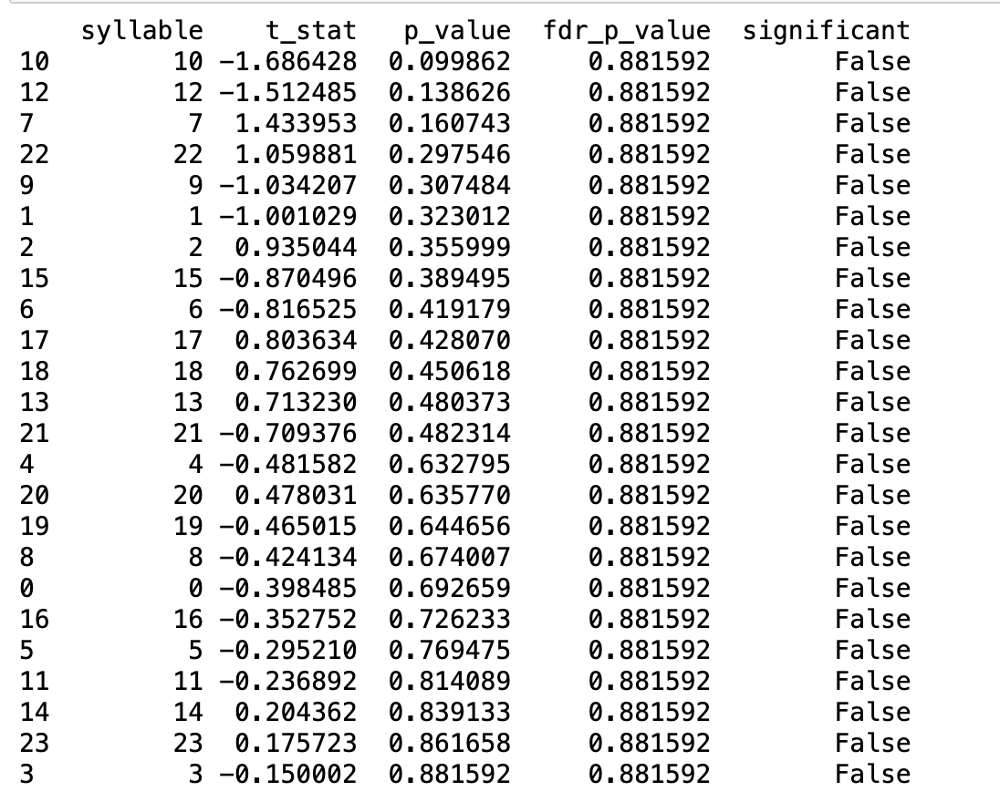 syllable t_stat p_value fdr_p_value significant
10 10 -1.686428 0.099862 0.881592 False
12 12 -1.512485 0.138626 0.881592 False
7 7 1.433953 0.160743 0.881592 False
22 22 1.059881 0.297546 0.881592 False
9 9 -1.034207 0.307484 0.881592 False
1 1 -1.001029 0.323012 0.881592 False
2 2 0.935044 0.355999 0.881592 False
15 15 -0.870496 0.389495 0.881592 False
6 6 -0.816525 0.419179 0.881592 False
17 17 0.803634 0.428070 0.881592 False
18 18 0.762699 0.450618 0.881592 False
13 13 0.713230 0.480373 0.881592 False
21 21 -0.709376 0.482314 0.881592 False
4 4 -0.481582 0.632795 0.881592 False
20 20 0.478031 0.635770 0.881592 False
19 19 -0.465015 0.644656 0.881592 False
8 8 -0.424134 0.674007 0.881592 False
0 0 -0.398485 0.692659 0.881592 False
16 16 -0.352752 0.726233 0.881592 False
5 5 -0.295210 0.769475 0.881592 False
11 11 -0.236892 0.814089 0.881592 False
14 14 0.204362 0.839133 0.881592 False
23 23 0.175723 0.861658 0.881592 False
3 3 -0.150002 0.881592 0.881592 False